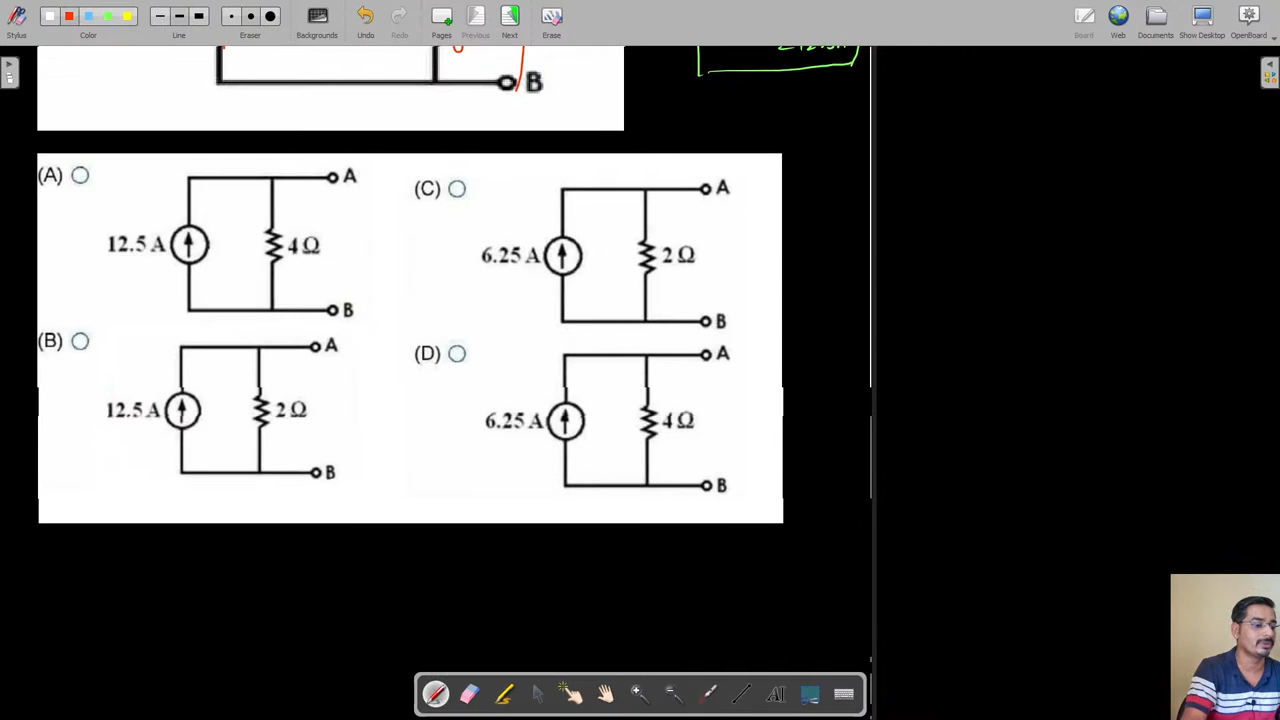 Stylus
Color
Line
Eraser
Backgrounds
Undo
Redo
Pages
Previous
Next
Erase
Board
Web
Documents
Show Desktop
OpenBoard
B
(A)
12.5 A
4 Ω
A
B
(C)
6.25 A
2 Ω
A
B
(B)
12.5 A
2 Ω
A
B
(D)
6.25 A
4 Ω
A
B
AI